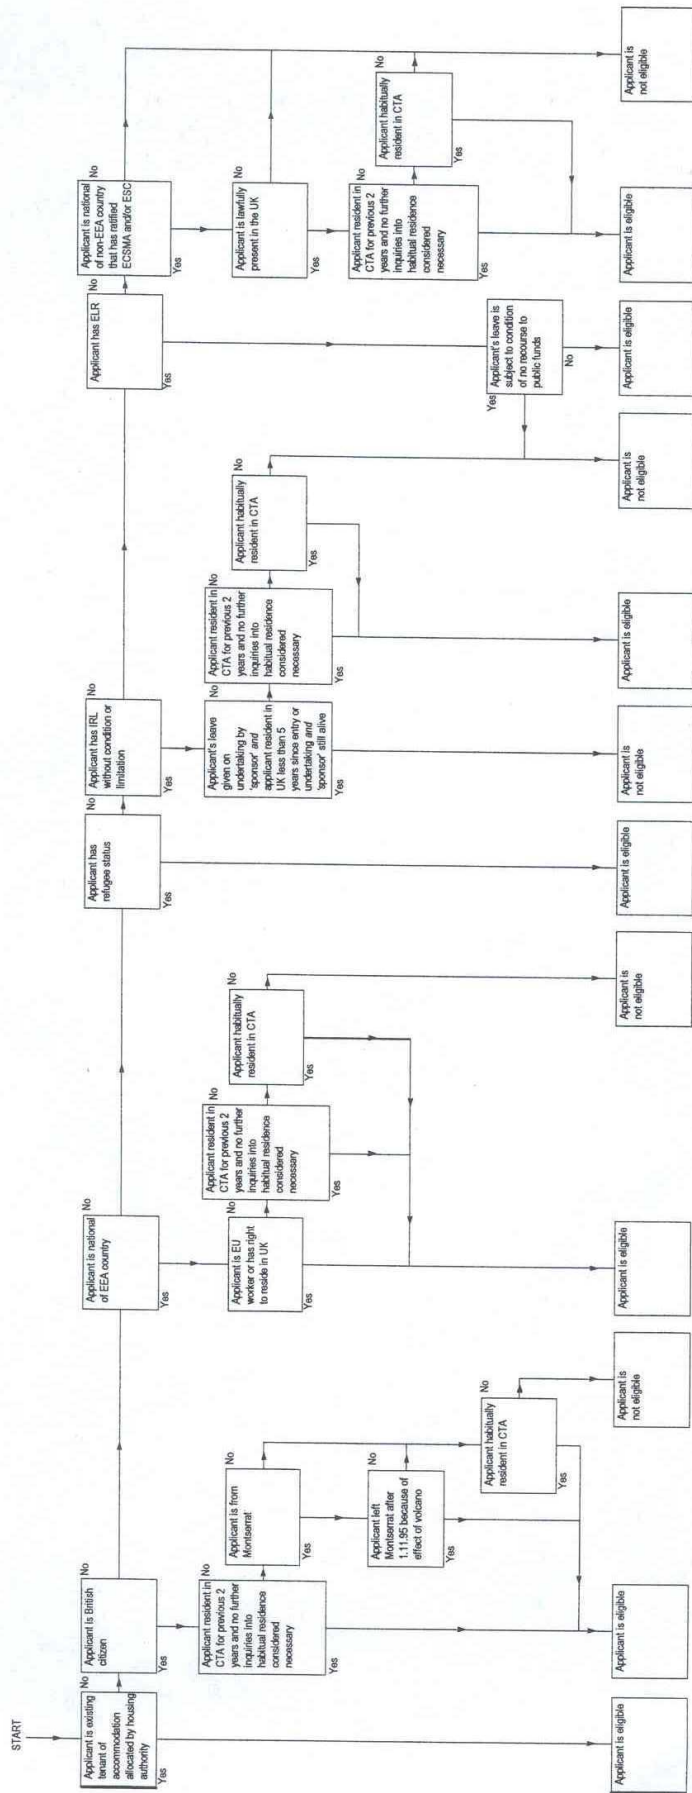 START
Applicant is existing
tenant of
accommodation
allocated by housing
authority
No
Yes
Applicant is eligible
Applicant is British
citizen
No
Yes
Applicant resident in
CTA for previous 2
years and no further
inquiries into
habitual residence
considered
necessary
No
Yes
Applicant is from
Montserrat
No
Yes
Applicant left
Montserrat after
1.11.95 because of
effect of volcano
No
Yes
Applicant habitually
resident in CTA
No
Yes
Applicant is eligible
Applicant is
not eligible
Applicant is national
of EEA country
No
Yes
Applicant is EU
worker or has right
to reside in UK
No
Yes
Applicant resident in
CTA for previous 2
years and no further
inquiries into
habitual residence
considered
necessary
No
Yes
Applicant habitually
resident in CTA
No
Yes
Applicant is eligible
Applicant is
not eligible
Applicant has
refugee status
No
Yes
Applicant is eligible
Applicant has IRL
without condition or
limitation
No
Yes
Applicant's leave
given on
undertaking by
'sponsor' and
applicant resident in
UK less than 5
years since entry or
undertaking and
'sponsor' still alive
No
Yes
Applicant is
not eligible
Applicant resident in
CTA for previous 2
years and no further
inquiries into
habitual residence
considered
necessary
No
Yes
Applicant habitually
resident in CTA
No
Yes
Applicant is eligible
Applicant is
not eligible
Applicant has ELR
No
Yes
Applicant's leave is
subject to condition
of no recourse to
public funds
Yes
No
Applicant is eligible
Applicant is national
of non-EEA country
that has ratified
ECSMA and/or ESC
No
Yes
Applicant is lawfully
present in the UK
No
Yes
Applicant resident in
CTA for previous 2
years and no further
inquiries into
habitual residence
considered
necessary
No
Yes
Applicant habitually
resident in CTA
No
Yes
Applicant is eligible
Applicant is
not eligible